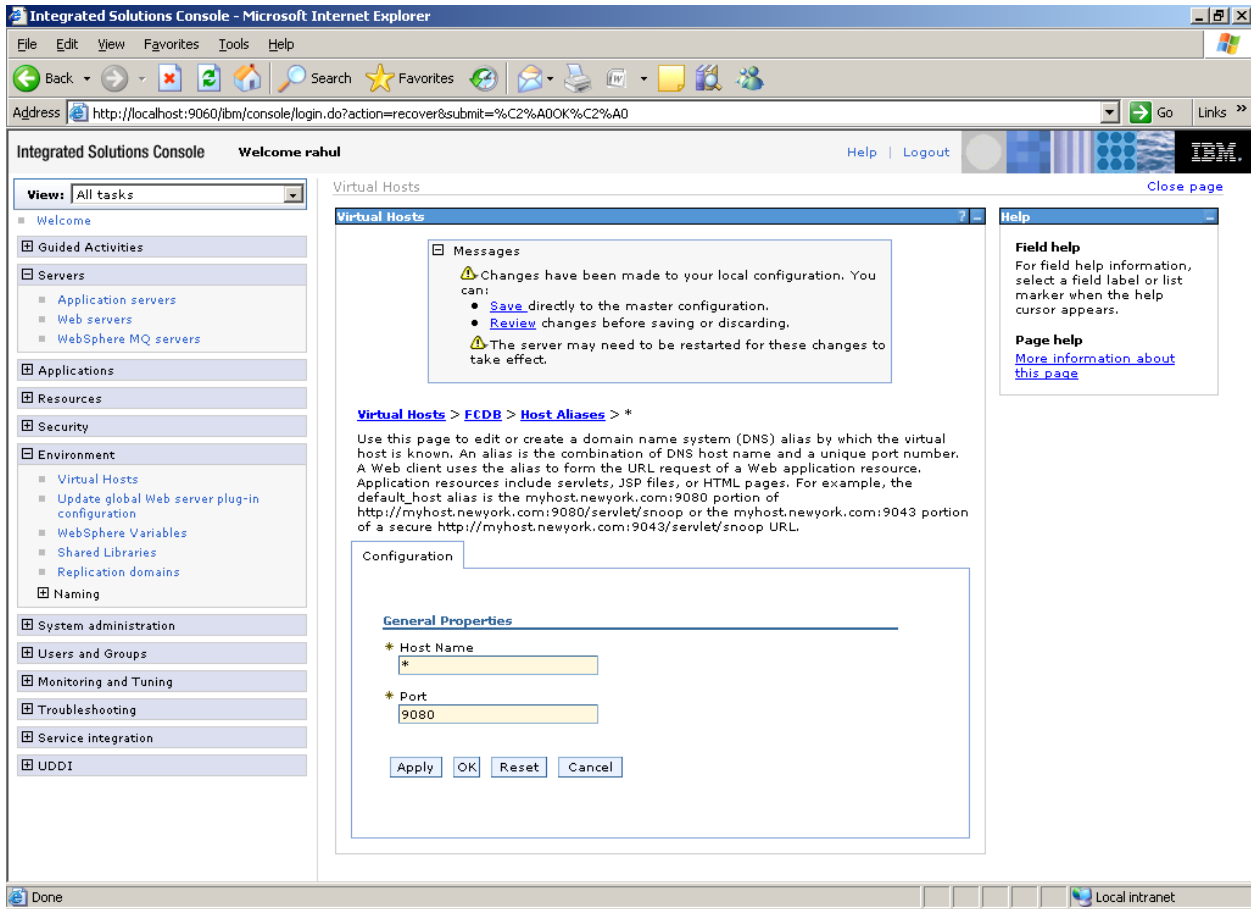 Integrated Solutions Console - Microsoft Internet Explorer
File Edit View Favorites Tools Help
Back Search Favorites
Address http://localhost:9060/ibm/console/login.do?action=recover&submit=%C2%A0OK%C2%A0 Go Links »
Integrated Solutions Console Welcome rahul Help | Logout IBM.
View: All tasks
Welcome
Guided Activities
Servers
Application servers
Web servers
WebSphere MQ servers
Applications
Resources
Security
Environment
Virtual Hosts
Update global Web server plug-in
configuration
WebSphere Variables
Shared Libraries
Replication domains
Naming
System administration
Users and Groups
Monitoring and Tuning
Troubleshooting
Service integration
UDDI
Virtual Hosts Close page
Virtual Hosts ? -
Messages
Changes have been made to your local configuration. You
can:
• Save directly to the master configuration.
• Review changes before saving or discarding.
The server may need to be restarted for these changes to
take effect.
Virtual Hosts > FCDB > Host Aliases > *
Use this page to edit or create a domain name system (DNS) alias by which the virtual
host is known. An alias is the combination of DNS host name and a unique port number.
A Web client uses the alias to form the URL request of a Web application resource.
Application resources include servlets, JSP files, or HTML pages. For example, the
default_host alias is the myhost.newyork.com:9080 portion of
http://myhost.newyork.com:9080/servlet/snoop or the myhost.newyork.com:9043 portion
of a secure http://myhost.newyork.com:9043/servlet/snoop URL.
Configuration
General Properties
* Host Name
*
* Port
9080
Apply OK Reset Cancel
Help -
Field help
For field help information,
select a field label or list
marker when the help
cursor appears.
Page help
More information about
this page
Done Local intranet